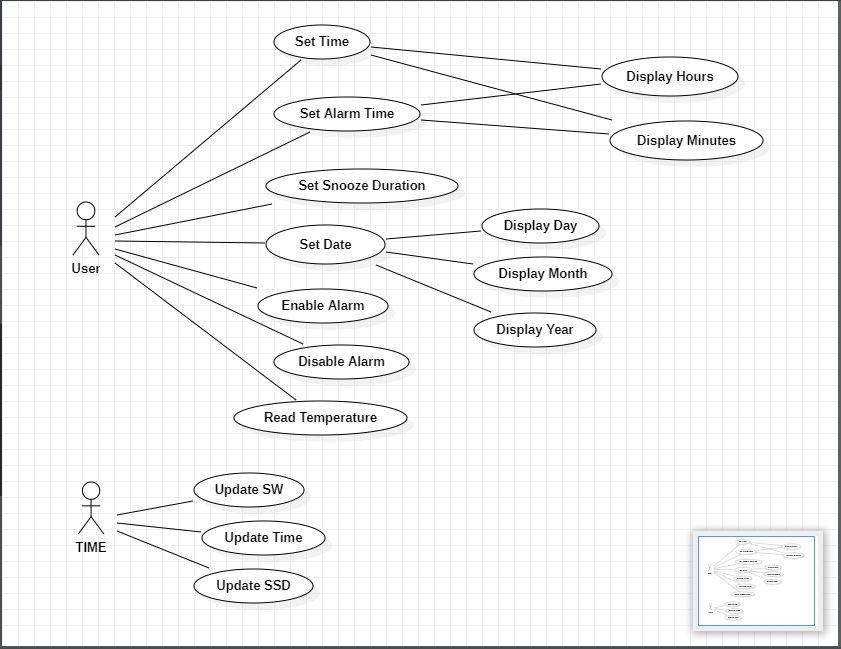 Set Time
Display Hours
Set Alarm Time
Display Minutes
Set Snooze Duration
Display Day
Set Date
User
Display Month
Enable Alarm
Display Year
Disable Alarm
Read Temperature
Update SW
Update Time
TIME
Update SSD